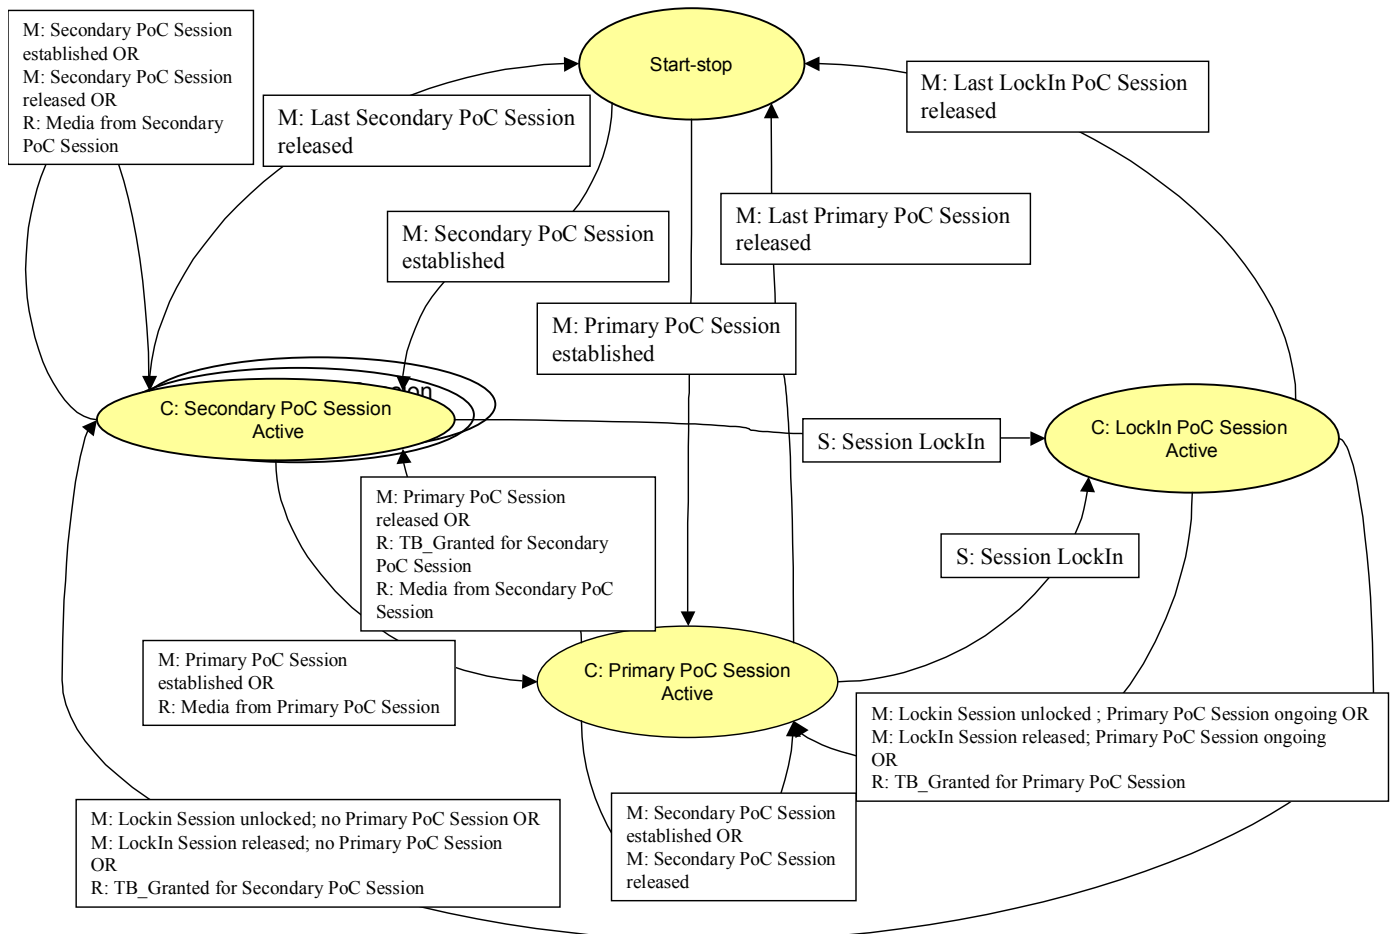 M: Secondary PoC Session
established OR
M: Secondary PoC Session
released OR
R: Media from Secondary
PoC Session
Start-stop
M: Last LockIn PoC Session
released
M: Last Secondary PoC Session
released
M: Last Primary PoC Session
released
M: Secondary PoC Session
established
M: Primary PoC Session
established
C: Secondary PoC Session
Active
S: Session LockIn
C: LockIn PoC Session
Active
M: Primary PoC Session
released OR
R: TB_Granted for Secondary
PoC Session
R: Media from Secondary PoC
Session
S: Session LockIn
M: Primary PoC Session
established OR
R: Media from Primary PoC Session
C: Primary PoC Session
Active
M: Lockin Session unlocked ; Primary PoC Session ongoing OR
M: LockIn Session released; Primary PoC Session ongoing
OR
R: TB_Granted for Primary PoC Session
M: Lockin Session unlocked; no Primary PoC Session OR
M: LockIn Session released; no Primary PoC Session
OR
R: TB_Granted for Secondary PoC Session
M: Secondary PoC Session
established OR
M: Secondary PoC Session
released